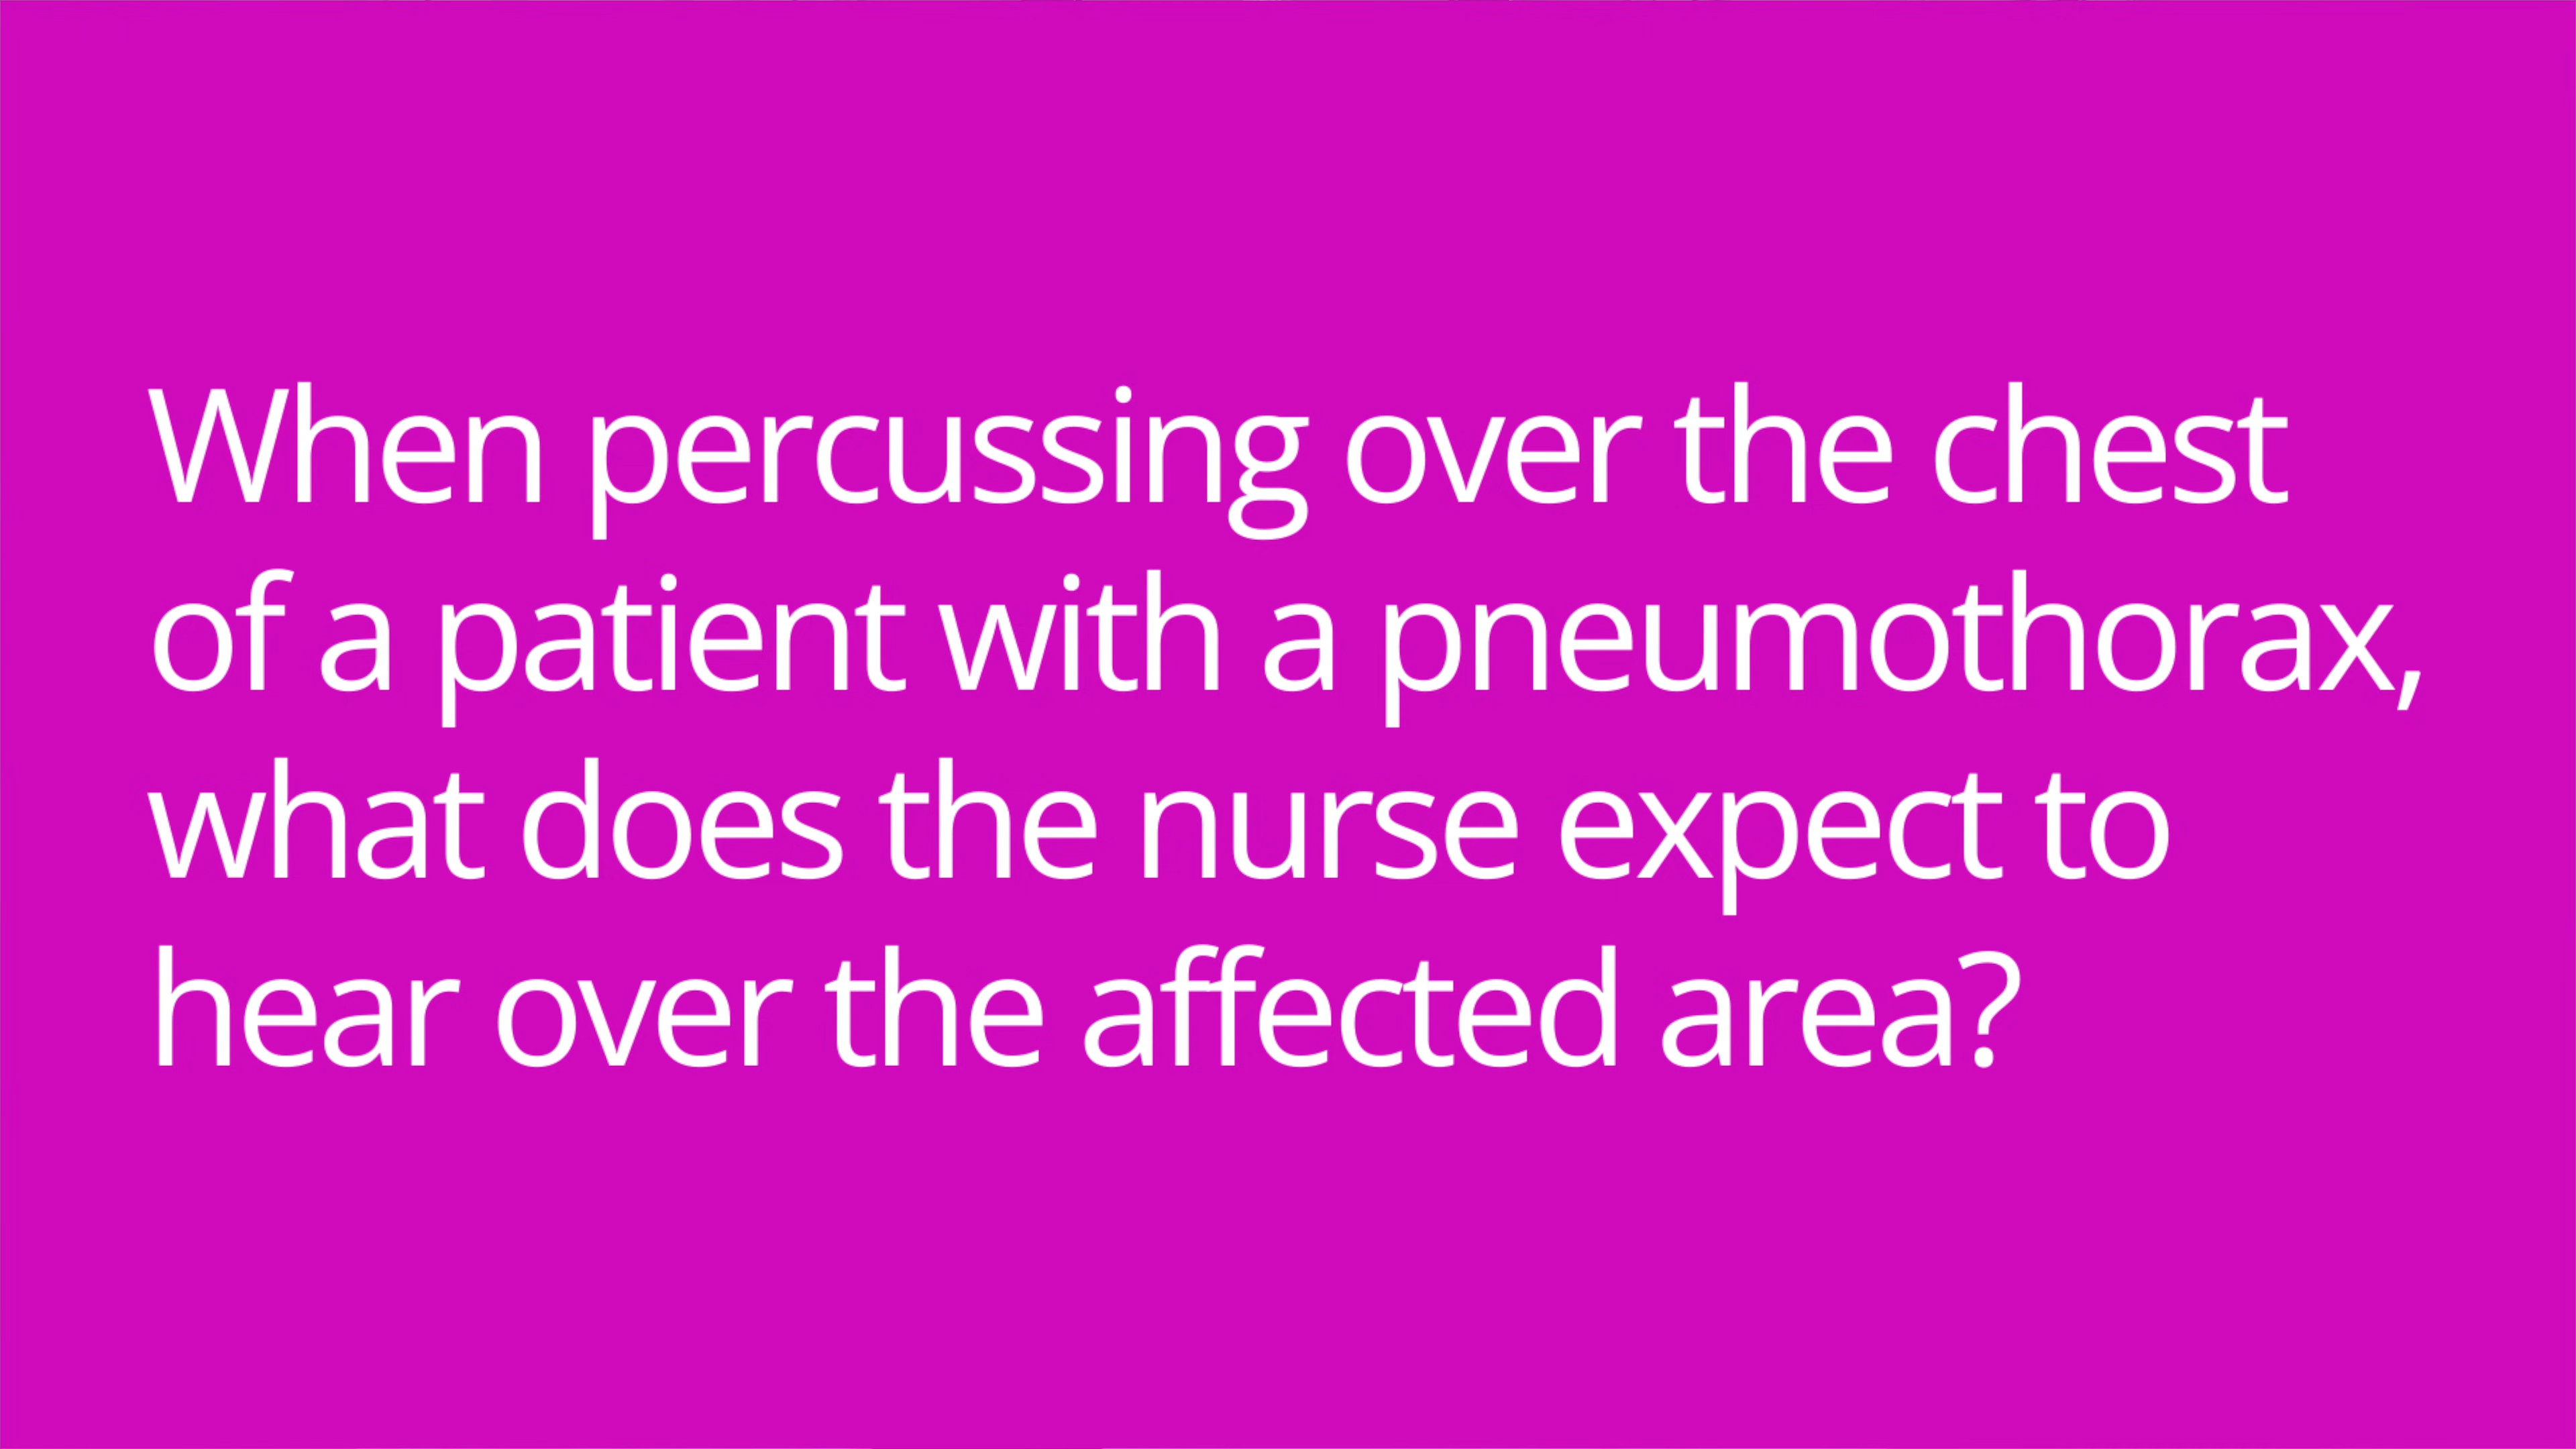 When percussing over the chest
of a patient with a pneumothorax,
what does the nurse expect to
hear over the affected area?